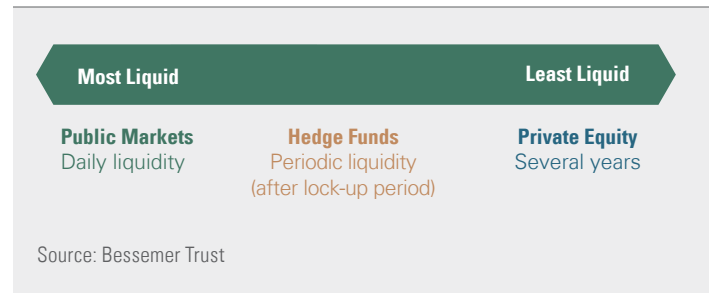 Most Liquid
Least Liquid
Public Markets
Daily liquidity
Hedge Funds
Periodic liquidity
(after lock-up period)
Private Equity
Several years
Source: Bessemer Trust